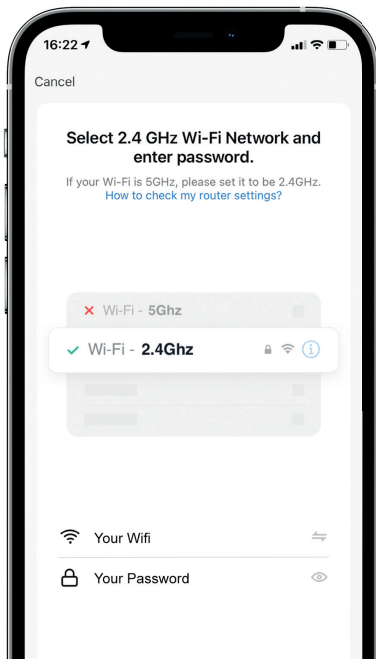 16:22
Cancel
Select 2.4 GHz Wi-Fi Network and
enter password.
If your Wi-Fi is 5GHz, please set it to be 2.4GHz.
How to check my router settings?
Wi-Fi - 5Ghz
Wi-Fi - 2.4Ghz
Your Wifi
Your Password